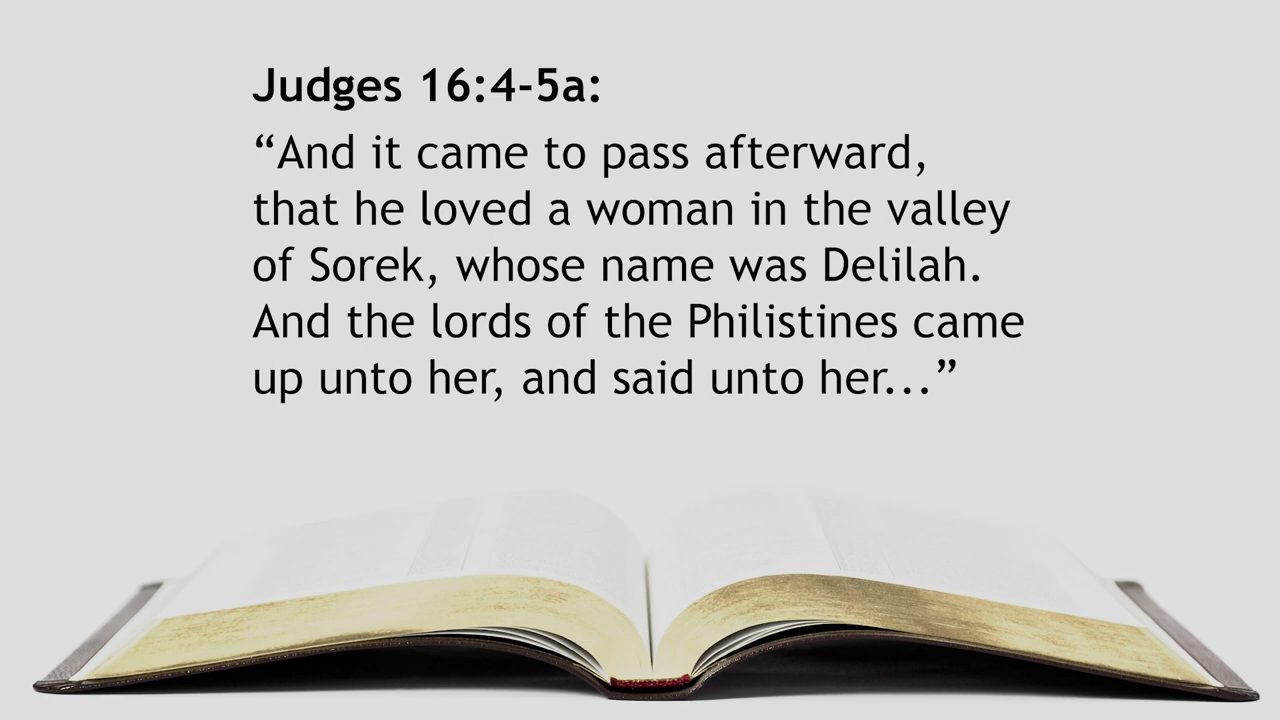 Judges 16:4-5a:
“And it came to pass afterward,
that he loved a woman in the valley
of Sorek, whose name was Delilah.
And the lords of the Philistines came
up unto her, and said unto her...”